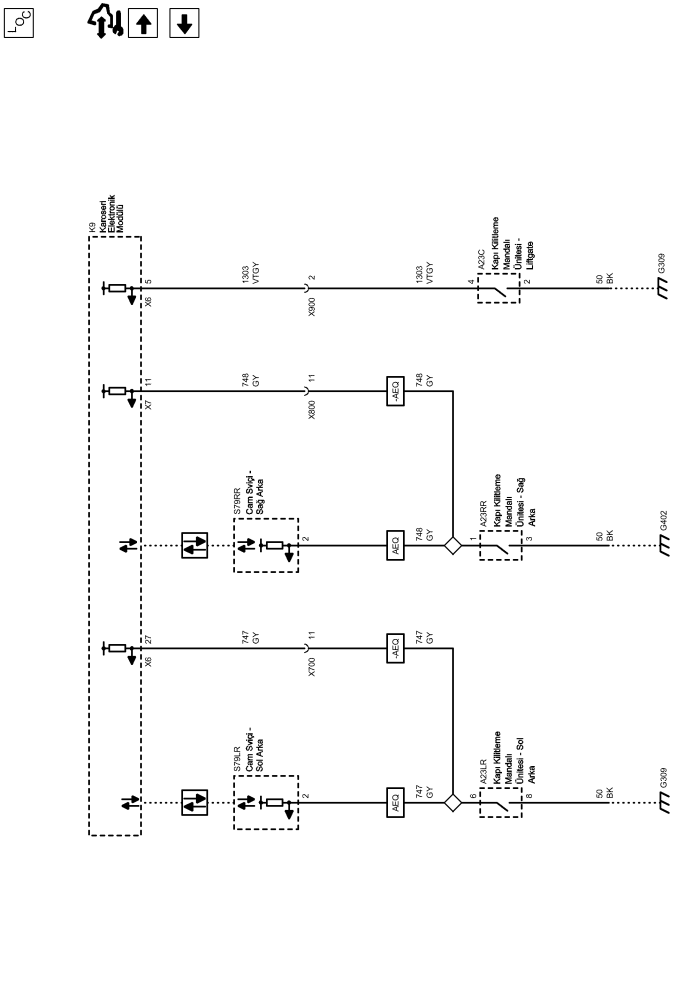 LOC
K9
Karoseri
Elektronik
Modülü
5
X6
1303
VTGY
2
X900
1303
VTGY
4
A23C
Kapı Kilitleme
Mandalı
Ünitesi -
Liftgate
2
50
BK
G309
11
X7
748
GY
11
X800
-AEQ
748
GY
S79RR
Cam Sviçi -
Sağ Arka
2
AEQ
748
GY
1
A23RR
Kapı Kilitleme
Mandalı
Ünitesi - Sağ
Arka
3
50
BK
G402
27
X6
747
GY
11
X700
-AEQ
747
GY
S79LR
Cam Sviçi -
Sol Arka
2
AEQ
747
GY
6
A23LR
Kapı Kilitleme
Mandalı
Ünitesi - Sol
Arka
8
50
BK
G309